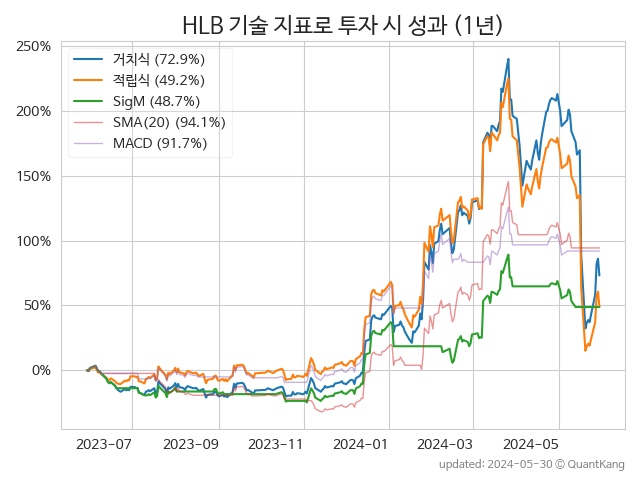 HLB 기술 지표로 투자 시 성과 (1년)
250%
200%
150%
100%
50%
0%
거치식 (72.9%)
적립식 (49.2%)
SigM (48.7%)
SMA(20) (94.1%)
MACD (91.7%)
2023-07
2023-09
2023-11
2024-01
2024-03
2024-05
updated: 2024-05-30 © QuantKang